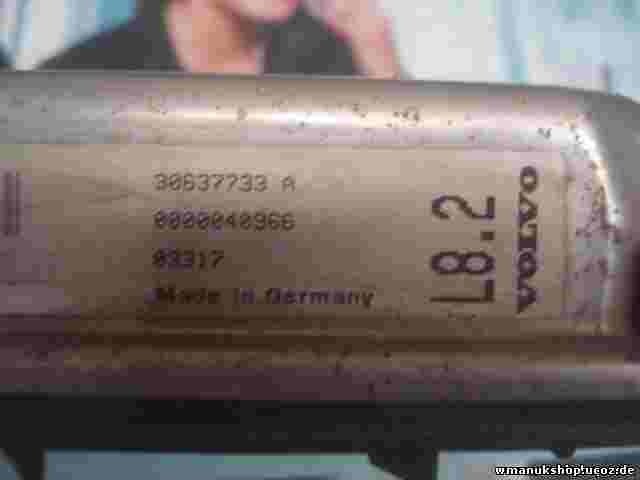 30637733 A
0000040966
03317
Made in Germany
L8.2
VOLVO
wmanukshop.ucoz.de